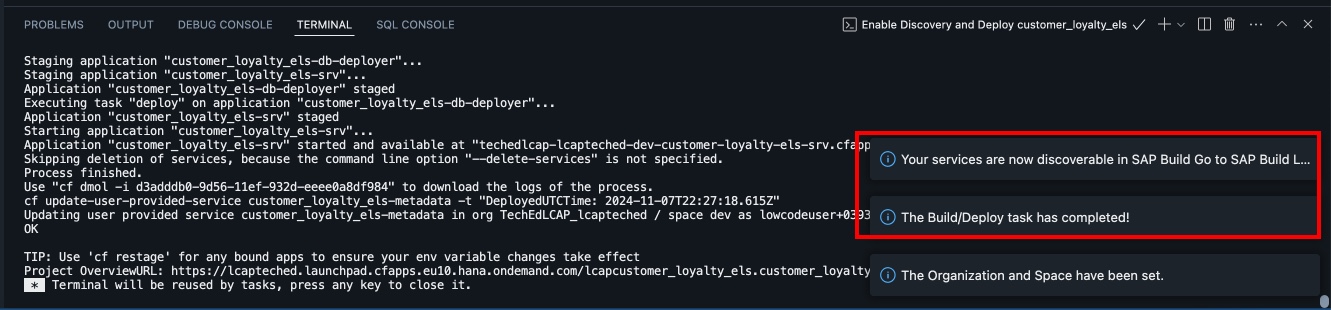 PROBLEMS OUTPUT DEBUG CONSOLE TERMINAL SQL CONSOLE Enable Discovery and Deploy customer_loyalty_els
Staging application "customer_loyalty_els-db-deployer"...
Staging application "customer_loyalty_els-srv"...
Application "customer_loyalty_els-db-deployer" staged
Executing task "deploy" on application "customer_loyalty_els-db-deployer"...
Application "customer_loyalty_els-srv" staged
Starting application "customer_loyalty_els-srv"...
Application "customer_loyalty_els-srv" started and available at "techedlcap-lcapteched-dev-customer-loyalty-els-srv.cfapp
Skipping deletion of services, because the command line option "--delete-services" is not specified.
Process finished.
Use "cf dmol -i d3adddb0-9d56-11ef-932d-eeee0a8df984" to download the logs of the process.
cf update-user-provided-service customer_loyalty_els-metadata -t "DeployedUTCTime: 2024-11-07T22:27:18.615Z"
Updating user provided service customer_loyalty_els-metadata in org TechEdLCAP_lcapteched / space dev as lowcodeuser+0393
OK
TIP: Use 'cf restage' for any bound apps to ensure your env variable changes take effect
Project OverviewURL: https://lcapteched.launchpad.cfapps.eu10.hana.ondemand.com/lcapcustomer_loyalty_els.customer_loyalty
* Terminal will be reused by tasks, press any key to close it.
Your services are now discoverable in SAP Build Go to SAP Build L...
The Build/Deploy task has completed!
The Organization and Space have been set.